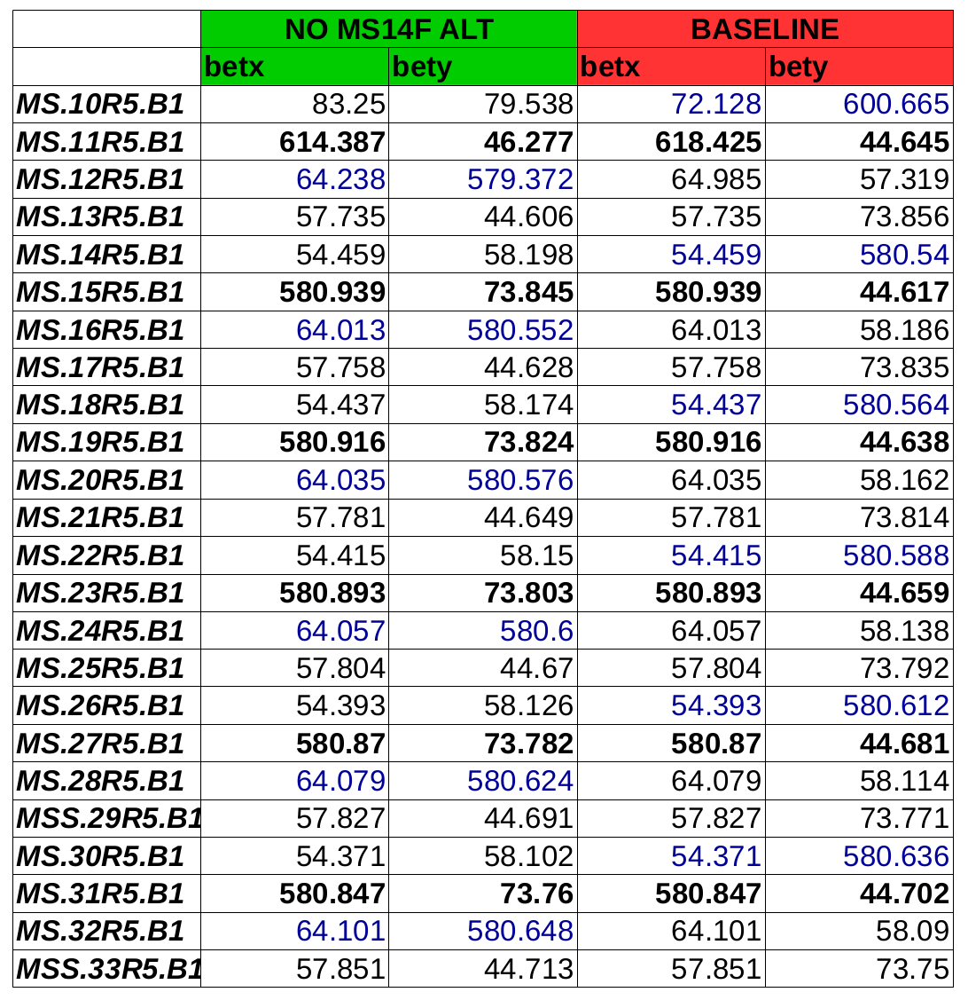 NO MS14F ALT BASELINE
betx bety betx bety
MS.10R5.B1 83.25 79.538 72.128 600.665
MS.11R5.B1 614.387 46.277 618.425 44.645
MS.12R5.B1 64.238 579.372 64.985 57.319
MS.13R5.B1 57.735 44.606 57.735 73.856
MS.14R5.B1 54.459 58.198 54.459 580.54
MS.15R5.B1 580.939 73.845 580.939 44.617
MS.16R5.B1 64.013 580.552 64.013 58.186
MS.17R5.B1 57.758 44.628 57.758 73.835
MS.18R5.B1 54.437 58.174 54.437 580.564
MS.19R5.B1 580.916 73.824 580.916 44.638
MS.20R5.B1 64.035 580.576 64.035 58.162
MS.21R5.B1 57.781 44.649 57.781 73.814
MS.22R5.B1 54.415 58.15 54.415 580.588
MS.23R5.B1 580.893 73.803 580.893 44.659
MS.24R5.B1 64.057 580.6 64.057 58.138
MS.25R5.B1 57.804 44.67 57.804 73.792
MS.26R5.B1 54.393 58.126 54.393 580.612
MS.27R5.B1 580.87 73.782 580.87 44.681
MS.28R5.B1 64.079 580.624 64.079 58.114
MSS.29R5.B1 57.827 44.691 57.827 73.771
MS.30R5.B1 54.371 58.102 54.371 580.636
MS.31R5.B1 580.847 73.76 580.847 44.702
MS.32R5.B1 64.101 580.648 64.101 58.09
MSS.33R5.B1 57.851 44.713 57.851 73.75